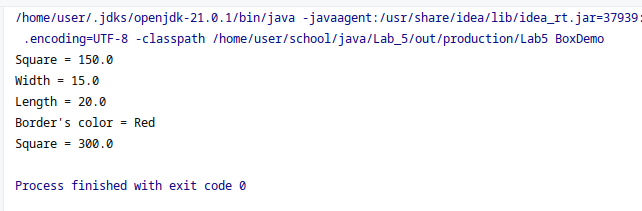 /home/user/.jdks/openjdk-21.0.1/bin/java -javaagent:/usr/share/idea/lib/idea_rt.jar=37939:
.encoding=UTF-8 -classpath /home/user/school/java/Lab_5/out/production/Lab5 BoxDemo
Square = 150.0
Width = 15.0
Length = 20.0
Border's color = Red
Square = 300.0
Process finished with exit code 0